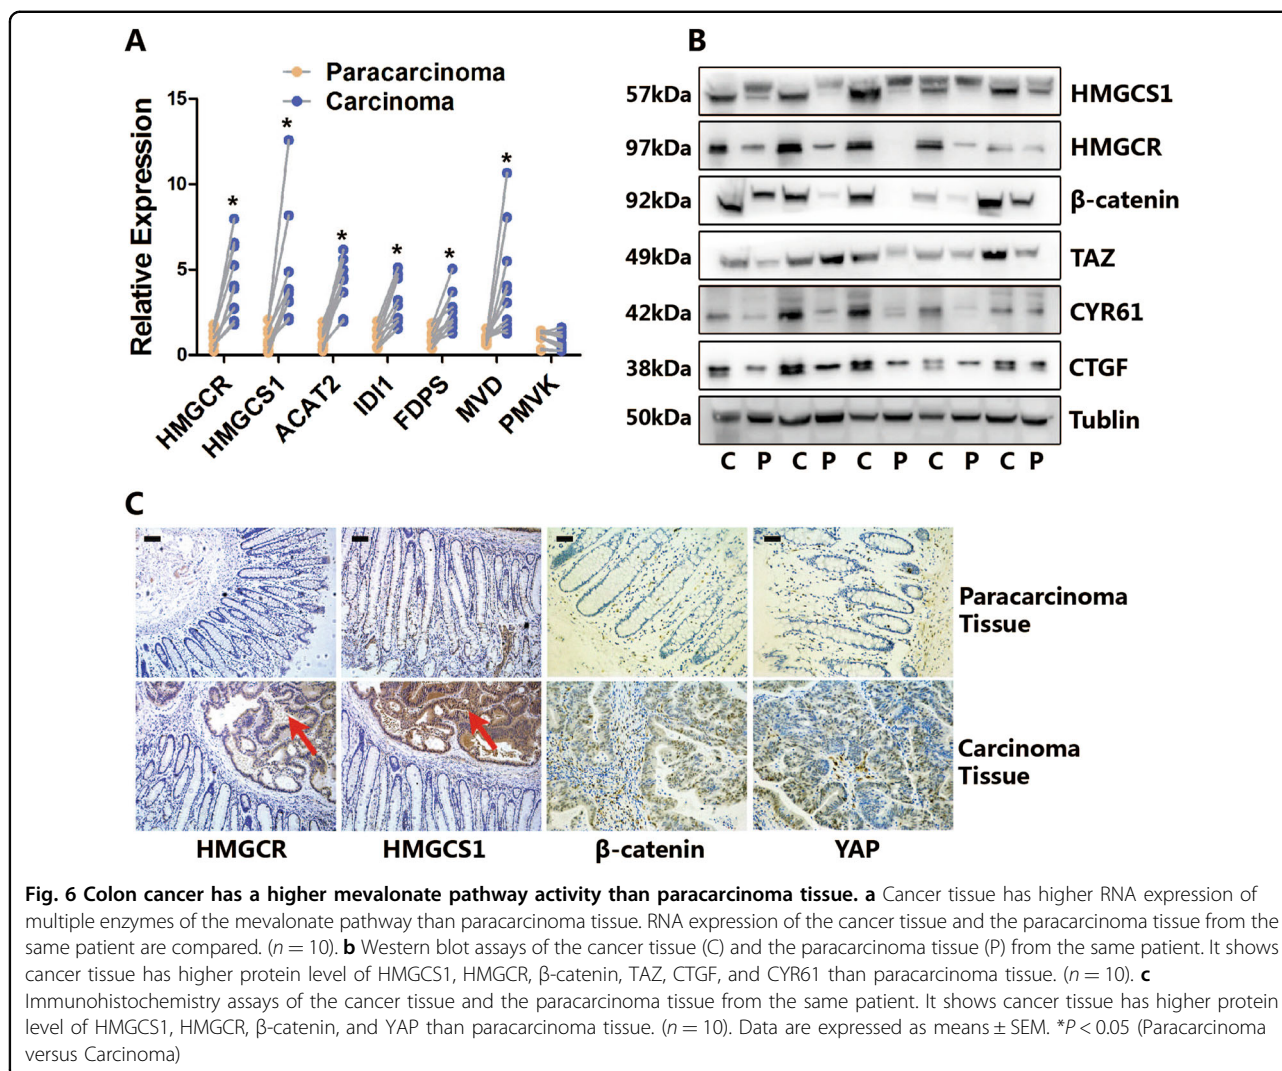 A
Paracarcinoma
Carcinoma
Relative Expression
15
10
5
0
* * * * * *
HMGCR HMGCS1 ACAT2 IDI1 FDPS MVD PMVK
B
57kDa HMGCS1
97kDa HMGCR
92kDa β-catenin
49kDa TAZ
42kDa CYR61
38kDa CTGF
50kDa Tublin
C P C P C P C P C P
C
Paracarcinoma
Tissue
Carcinoma
Tissue
HMGCR HMGCS1 β-catenin YAP
Fig. 6 Colon cancer has a higher mevalonate pathway activity than paracarcinoma tissue. a Cancer tissue has higher RNA expression of
multiple enzymes of the mevalonate pathway than paracarcinoma tissue. RNA expression of the cancer tissue and the paracarcinoma tissue from the
same patient are compared. (n = 10). b Western blot assays of the cancer tissue (C) and the paracarcinoma tissue (P) from the same patient. It shows
cancer tissue has higher protein level of HMGCS1, HMGCR, β-catenin, TAZ, CTGF, and CYR61 than paracarcinoma tissue. (n = 10). c
Immunohistochemistry assays of the cancer tissue and the paracarcinoma tissue from the same patient. It shows cancer tissue has higher protein
level of HMGCS1, HMGCR, β-catenin, and YAP than paracarcinoma tissue. (n = 10). Data are expressed as means ± SEM. *P < 0.05 (Paracarcinoma
versus Carcinoma)